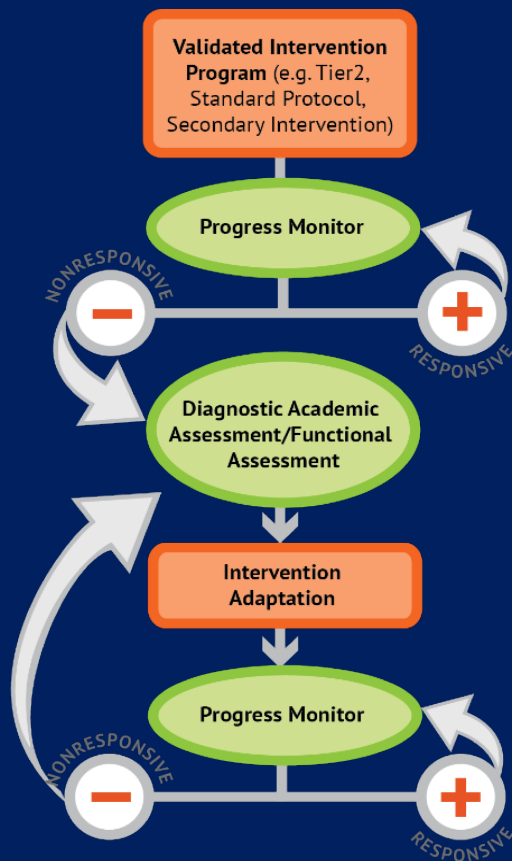 Validated Intervention
Program (e.g. Tier2,
Standard Protocol,
Secondary Intervention)
Progress Monitor
NONRESPONSIVE
RESPONSIVE
Diagnostic Academic
Assessment/Functional
Assessment
Intervention
Adaptation
Progress Monitor
NONRESPONSIVE
RESPONSIVE